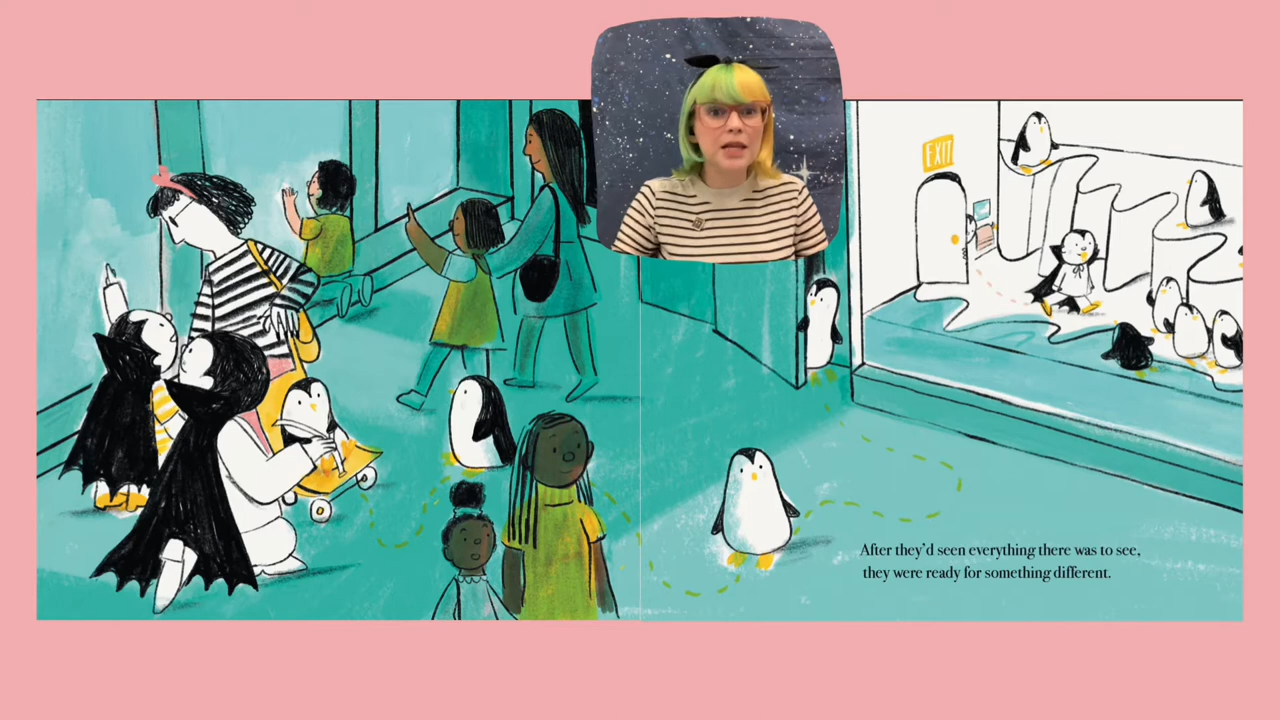 EXIT
After they'd seen everything there was to see,
they were ready for something different.